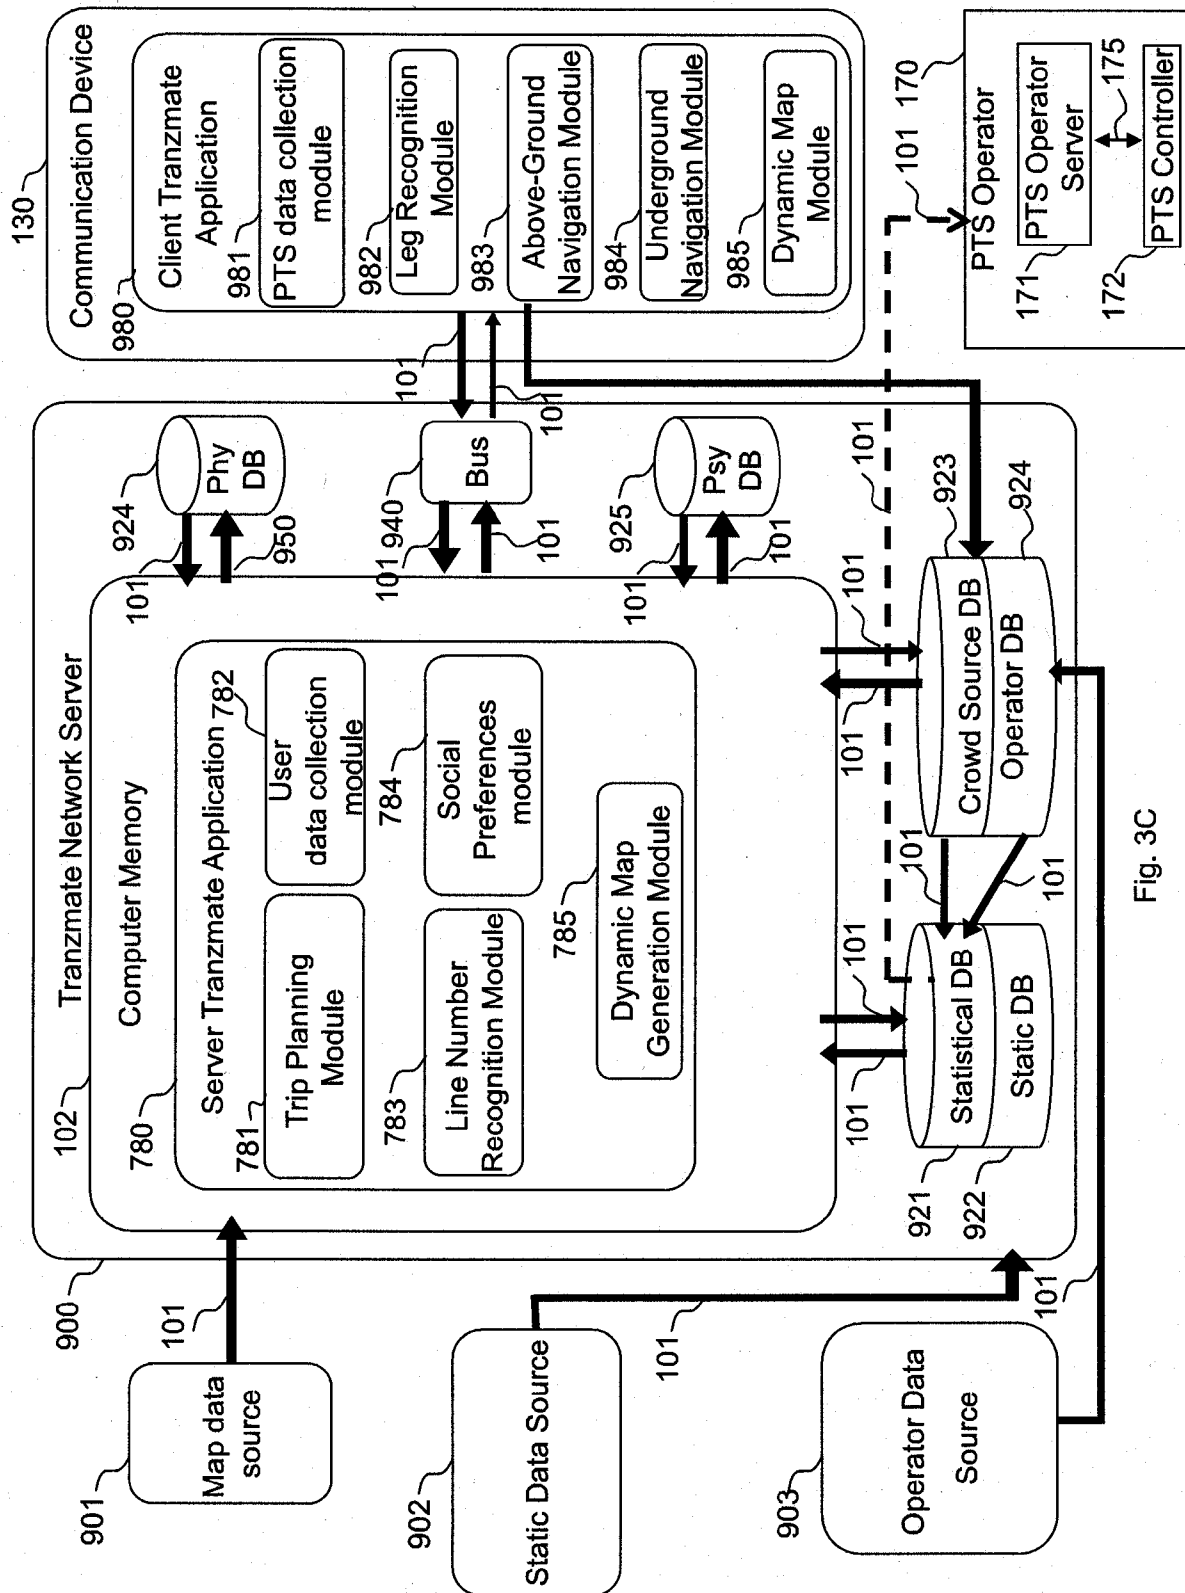 130
Communication Device
980
Client Tranzmate
Application
981
PTS data collection
module
982
Leg Recognition
Module
983
Above-Ground
Navigation Module
984
Underground
Navigation Module
985
Dynamic Map
Module
101
101
900
Tranzmate Network Server
102
Computer Memory
780
Server Tranzmate Application
781
Trip Planning
Module
782
User
data collection
module
783
Line Number
Recognition Module
784
Social
Preferences
module
785
Dynamic Map
Generation Module
924
Phy
DB
101
950
940
Bus
101
101
925
Psy
DB
101
101
901
Map data
source
101
902
Static Data Source
101
903
Operator Data
Source
101
921
Statistical DB
922
Static DB
101
101
101
101
923
Crowd Source DB
924
Operator DB
101
101
101
101
170
PTS Operator
171
PTS Operator
Server
175
172
PTS Controller
Fig. 3C